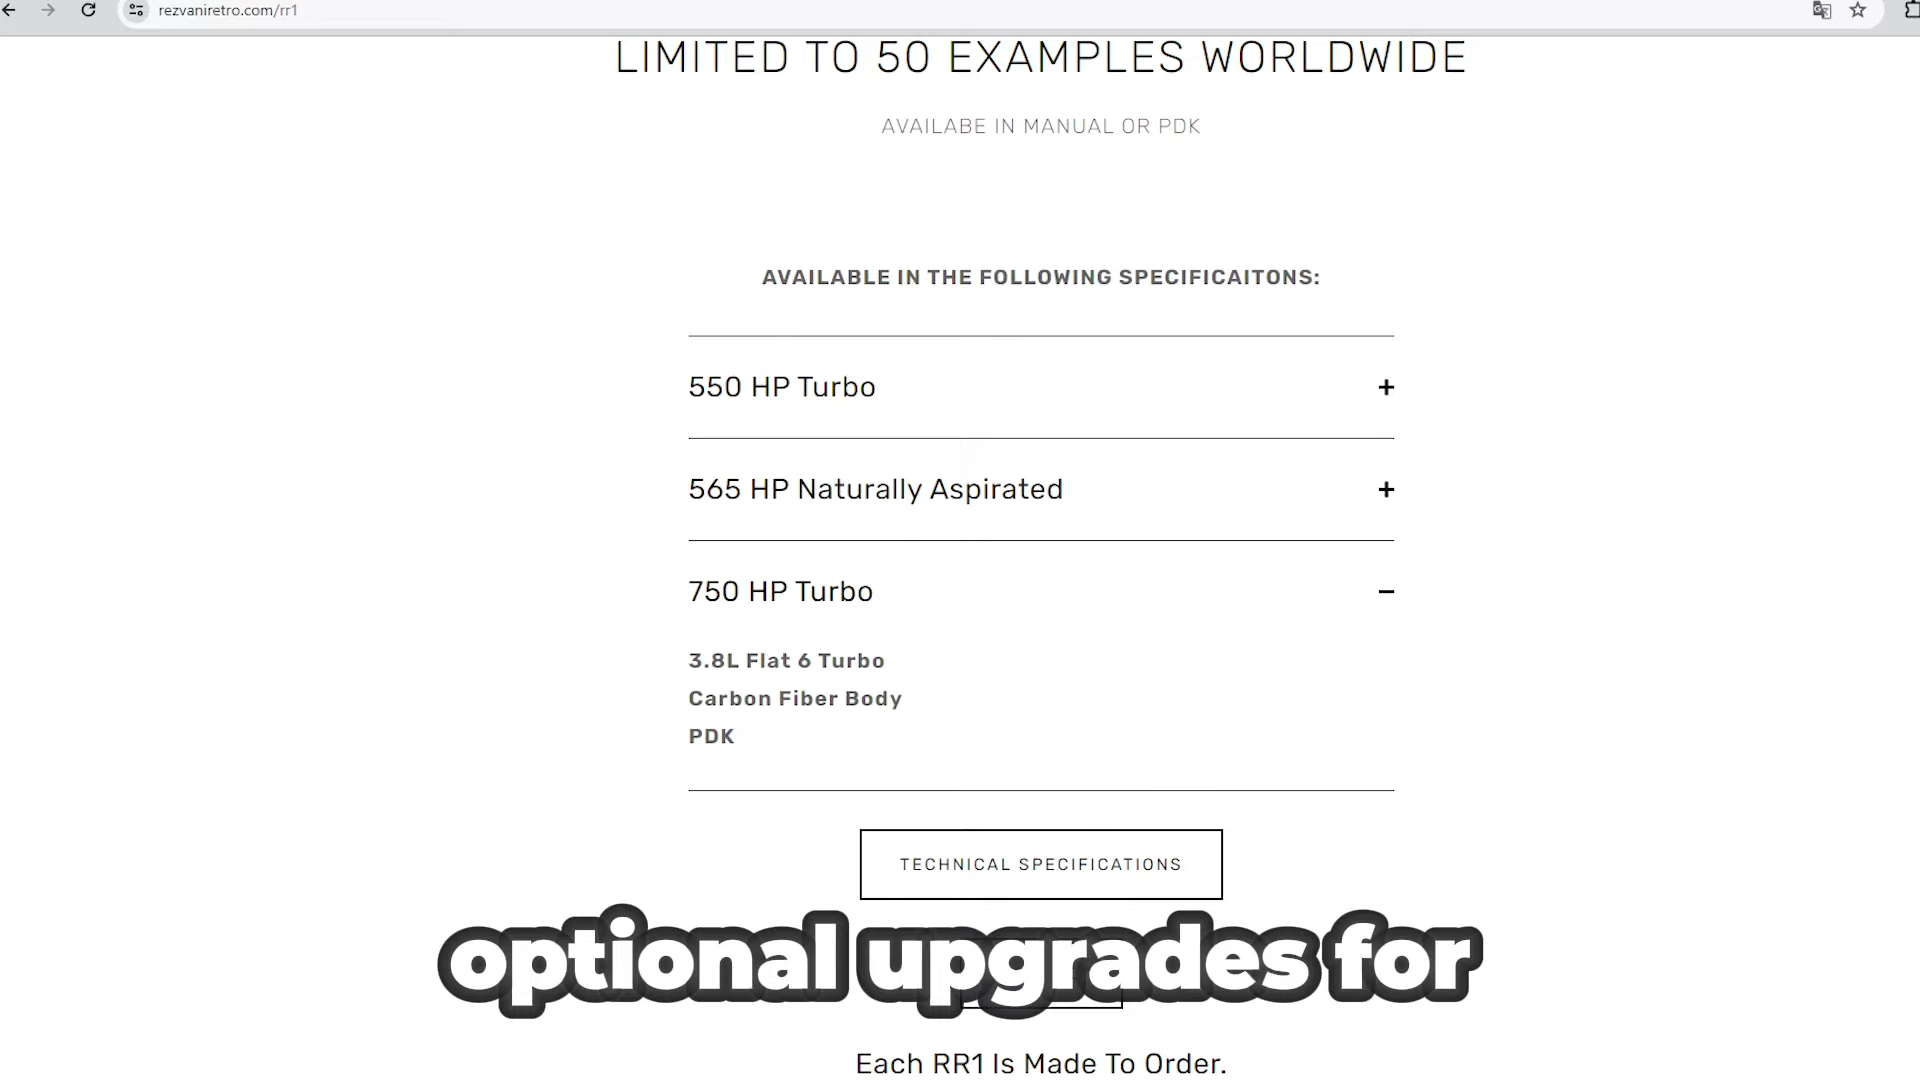 rezvaniretro.com/rr1
LIMITED TO 50 EXAMPLES WORLDWIDE
AVAILABE IN MANUAL OR PDK
AVAILABLE IN THE FOLLOWING SPECIFICAITONS:
550 HP Turbo
565 HP Naturally Aspirated
750 HP Turbo
3.8L Flat 6 Turbo
Carbon Fiber Body
PDK
TECHNICAL SPECIFICATIONS
optional upgrades for
Each RR1 Is Made To Order.